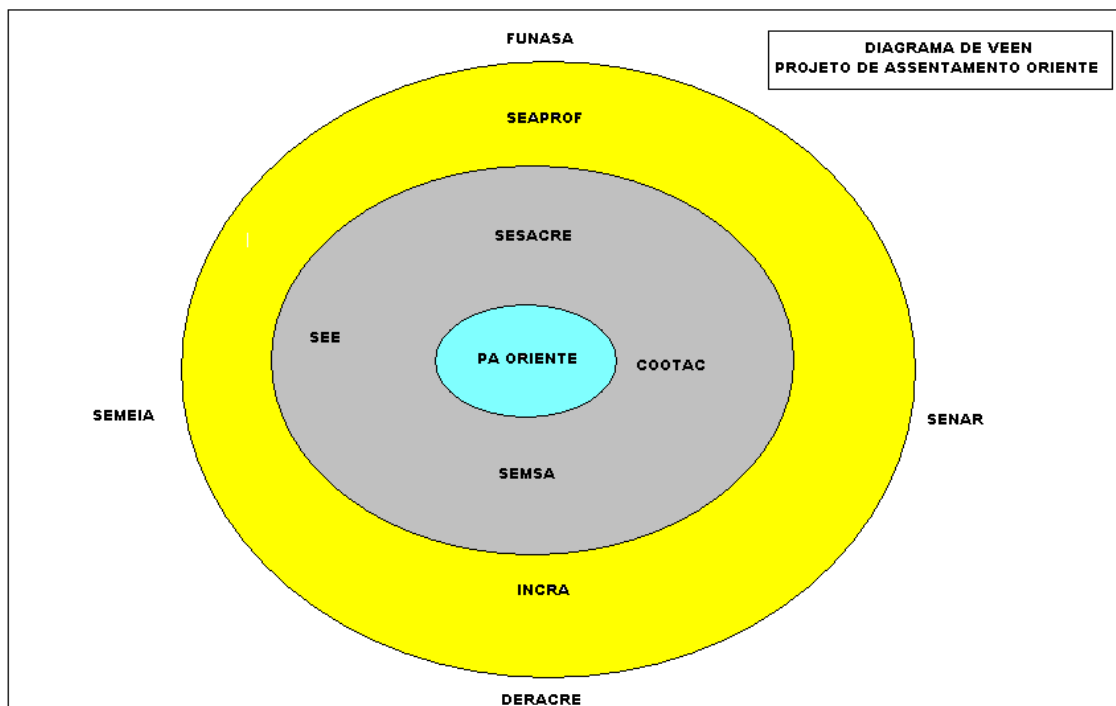 FUNASA
DIAGRAMA DE VEEN
PROJETO DE ASSENTAMENTO ORIENTE
SEAPROF
SESACRE
SEE
PA ORIENTE
COOTAC
SEMEIA
SENAR
SEMSA
INCRA
DERACRE